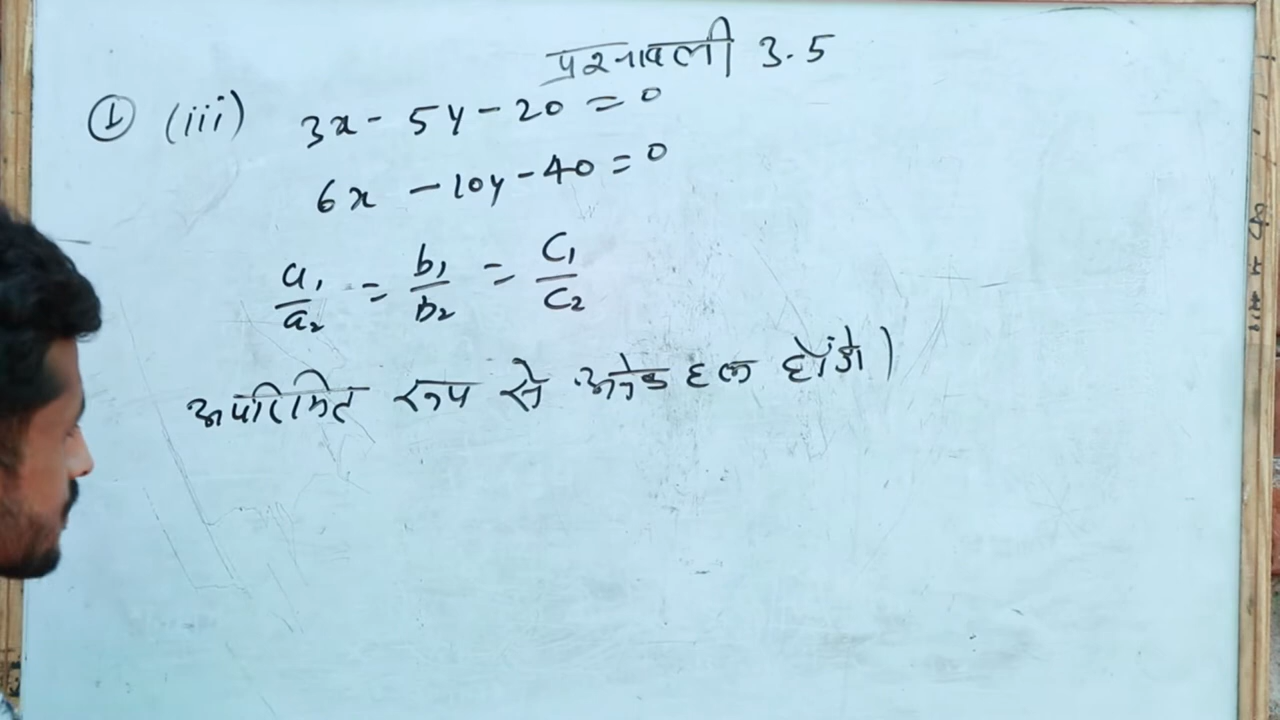 प्रश्नावली 3.5
① (iii) 3x - 5y - 20 = 0
6x - 10y - 40 = 0
a₁/a₂ = b₁/b₂ = C₁/C₂
अपरिमित रूप से अनेक हल होंगे।